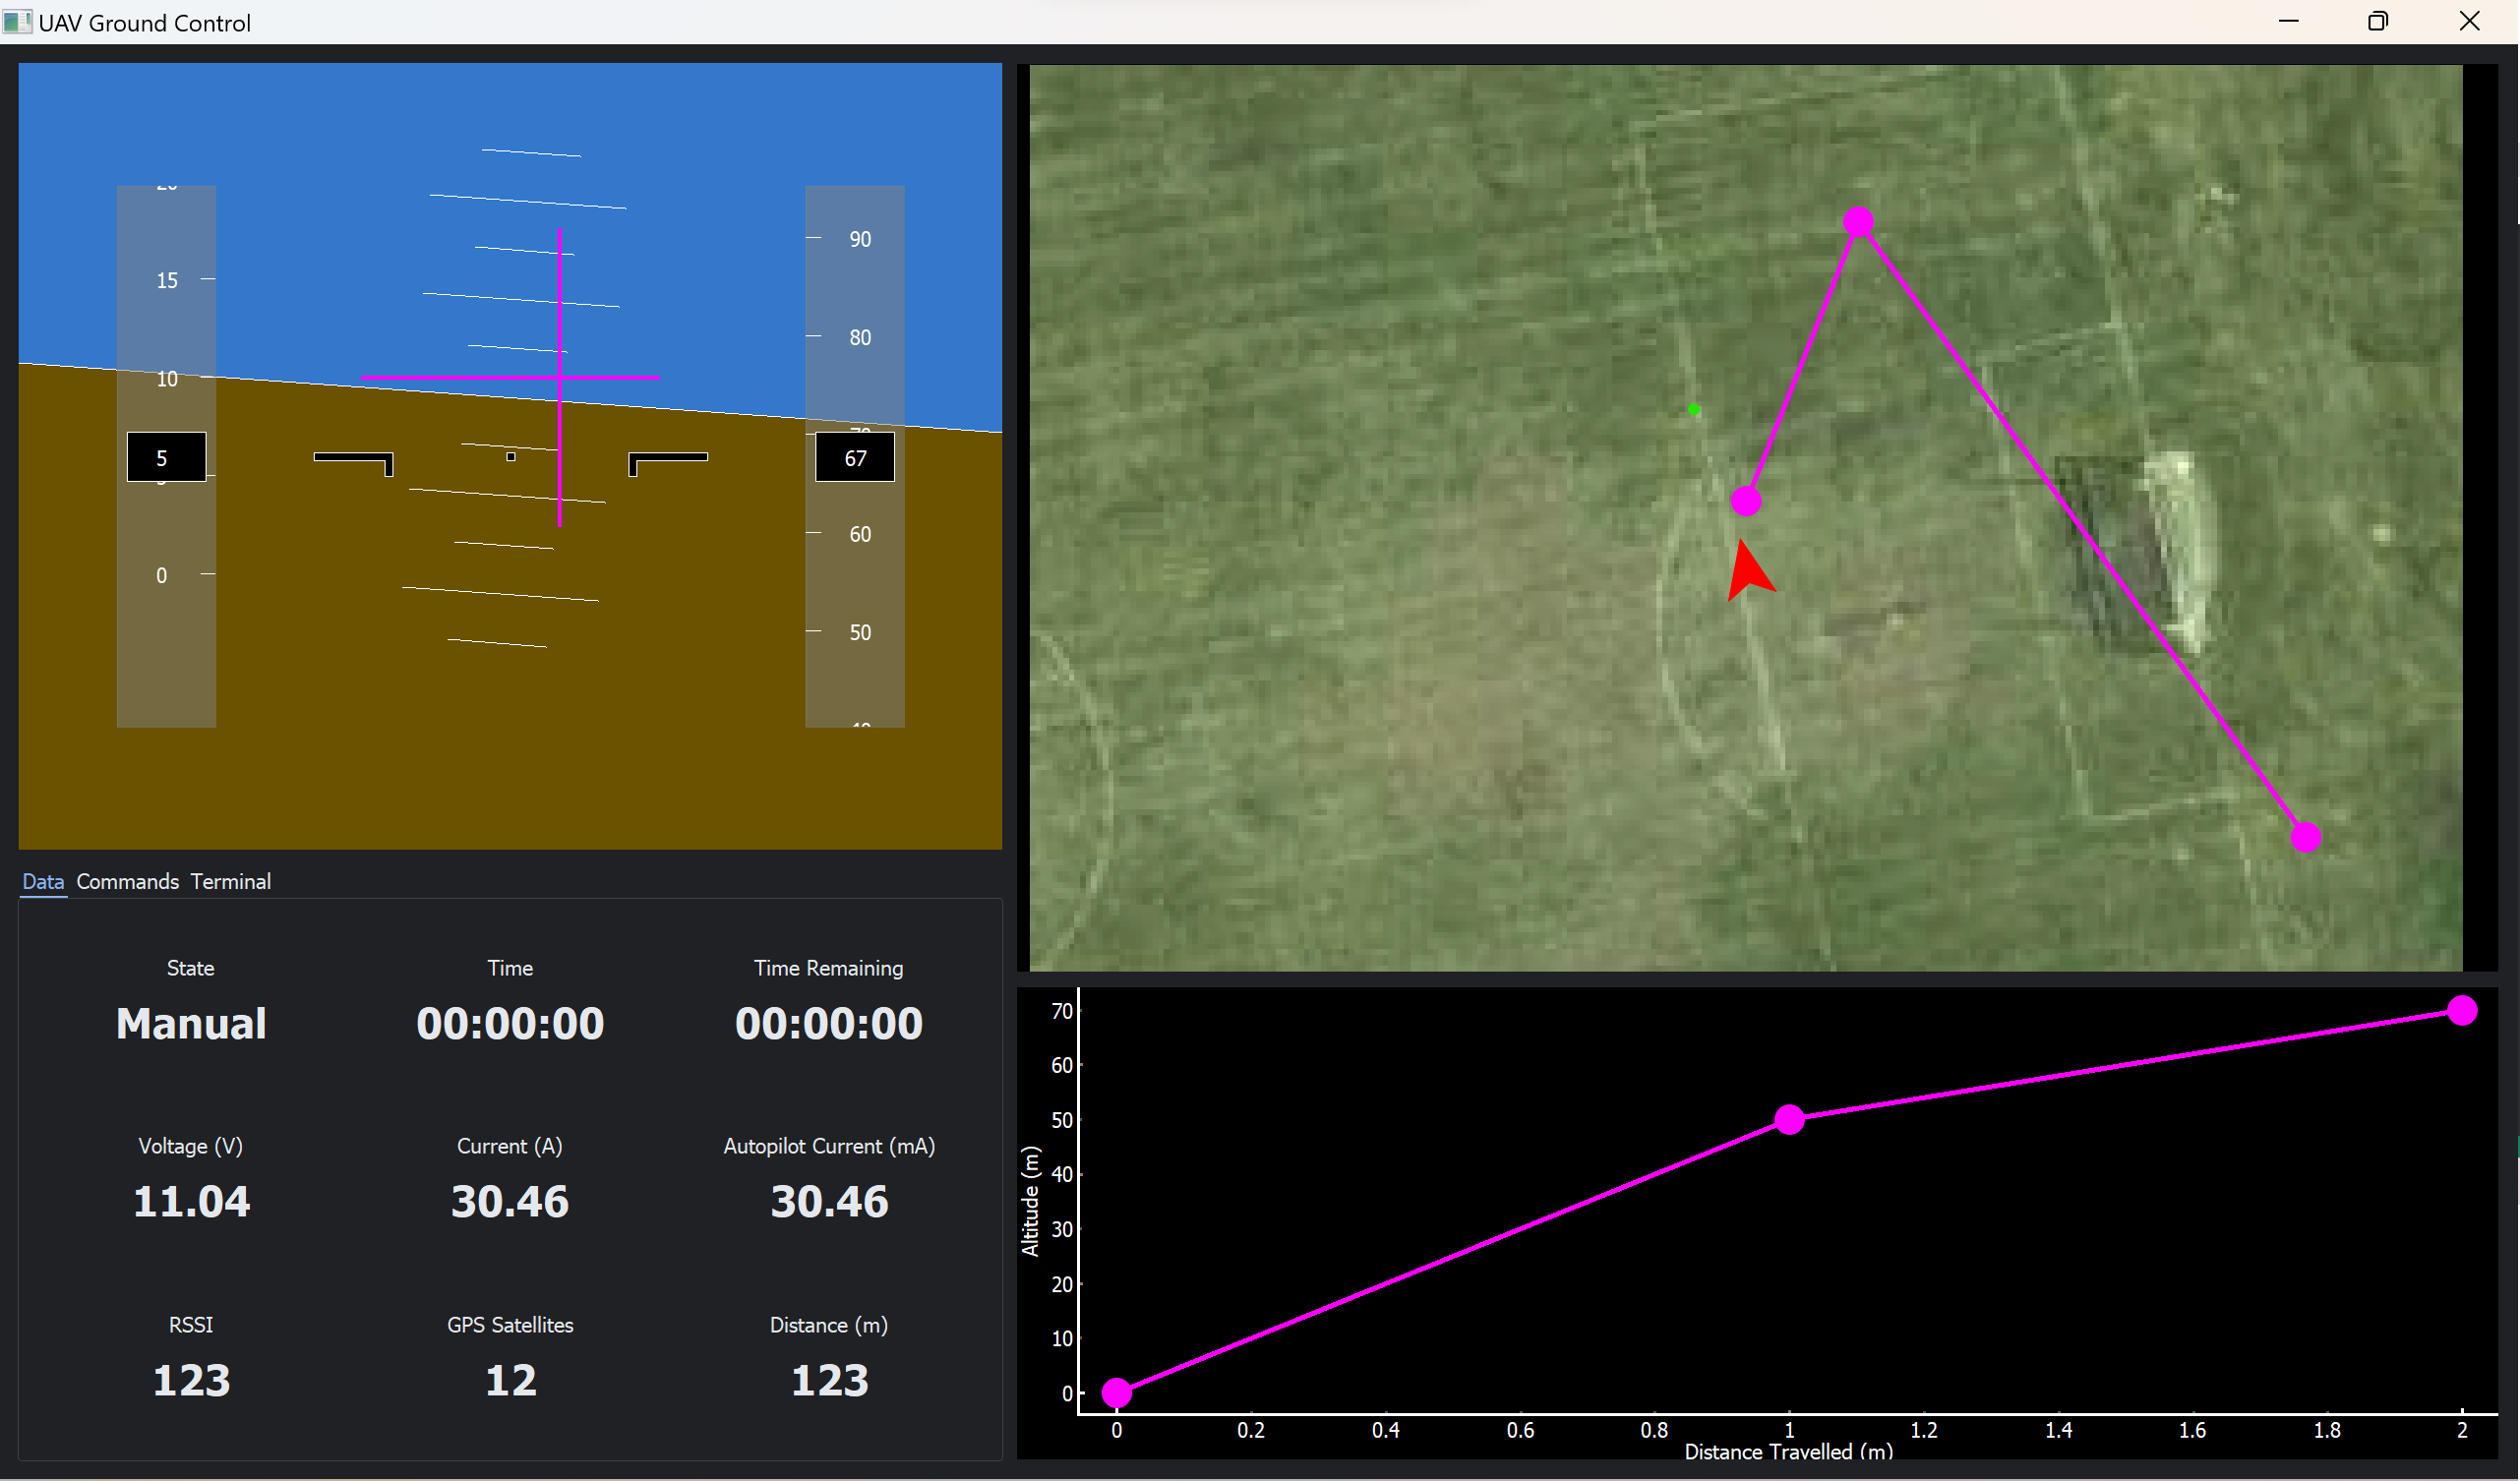 UAV Ground Control
15
10
5
0
90
80
67
60
50
Data Commands Terminal
State Time Time Remaining
Manual 00:00:00 00:00:00
Voltage (V) Current (A) Autopilot Current (mA)
11.04 30.46 30.46
RSSI GPS Satellites Distance (m)
123 12 123
Altitude (m)
70
60
50
40
30
20
10
0
0 0.2 0.4 0.6 0.8 1 1.2 1.4 1.6 1.8 2
Distance Travelled (m)